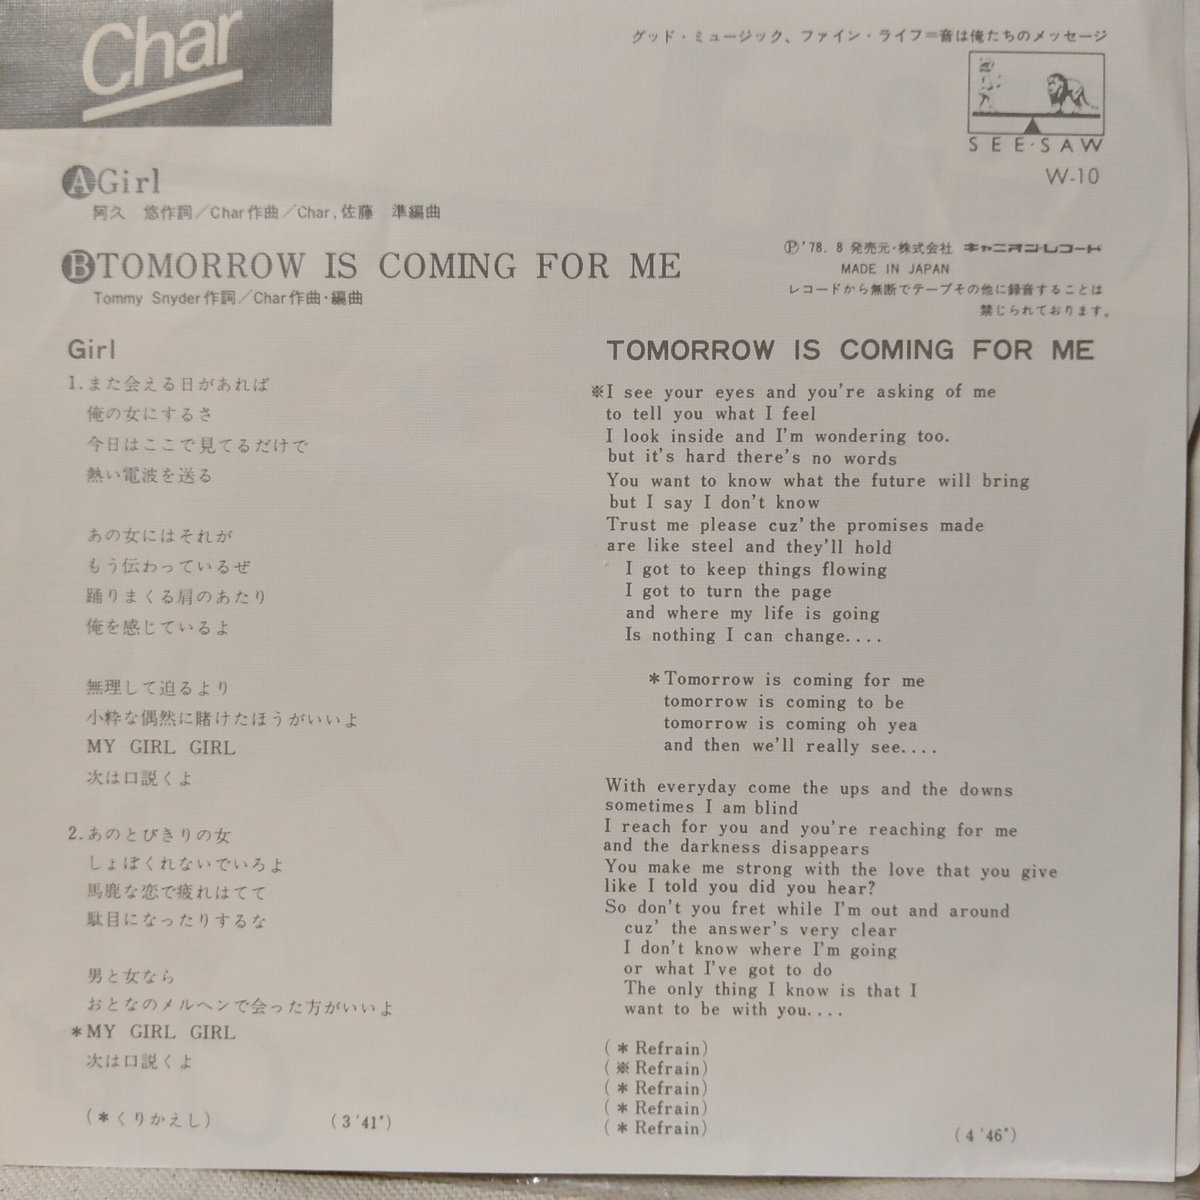 Char
グッド・ミュージック、ファイン・ライフ＝音は俺たちのメッセージ
SEE・SAW
W-10
ⒶGirl
阿久　悠作詞／Char作曲／Char,佐藤　準編曲
ⒷTOMORROW IS COMING FOR ME
Tommy Snyder作詞／Char作曲・編曲
Ⓟ'78. 8 発売元・株式会社 キャニオン・レコード
MADE IN JAPAN
レコードから無断でテープその他に録音することは
禁じられております。
Girl
1.また会える日があれば
俺の女にするさ
今日はここで見てるだけで
熱い電波を送る
あの女にはそれが
もう伝わっているぜ
踊りまくる肩のあたり
俺を感じているよ
無理して迫るより
小粋な偶然に賭けたほうがいいよ
MY GIRL GIRL
次は口説くよ
2.あのとびきりの女
しょぼくれないでいろよ
馬鹿な恋で疲れはてて
駄目になったりするな
男と女なら
おとなのメルヘンで会った方がいいよ
＊MY GIRL GIRL
次は口説くよ
(＊くりかえし)
(3'41")
TOMORROW IS COMING FOR ME
※I see your eyes and you're asking of me
to tell you what I feel
I look inside and I'm wondering too.
but it's hard there's no words
You want to know what the future will bring
but I say I don't know
Trust me please cuz' the promises made
are like steel and they'll hold
I got to keep things flowing
I got to turn the page
and where my life is going
Is nothing I can change....
＊Tomorrow is coming for me
tomorrow is coming to be
tomorrow is coming oh yea
and then we'll really see....
With everyday come the ups and the downs
sometimes I am blind
I reach for you and you're reaching for me
and the darkness disappears
You make me strong with the love that you give
like I told you did you hear?
So don't you fret while I'm out and around
cuz' the answer's very clear
I don't know where I'm going
or what I've got to do
The only thing I know is that I
want to be with you....
(＊Refrain)
(※Refrain)
(＊Refrain)
(＊Refrain)
(＊Refrain)
(4'46")